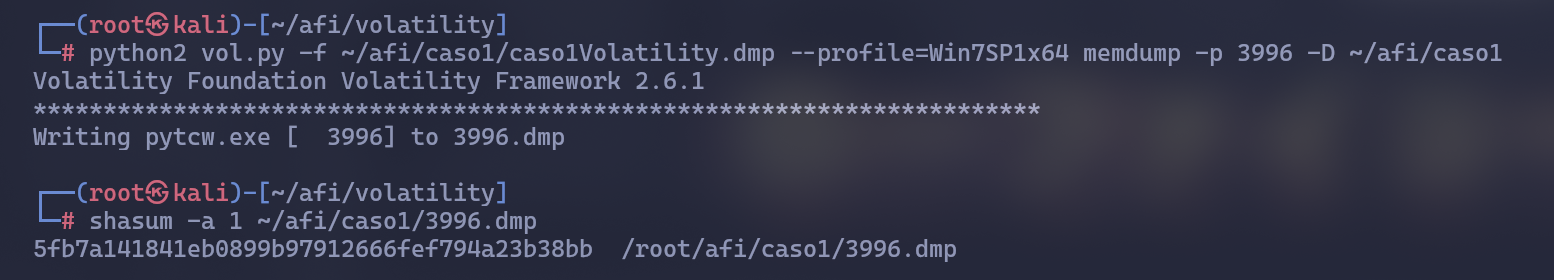 ┌──(root㉿kali)-[~/afi/volatility]
└─# python2 vol.py -f ~/afi/caso1/caso1Volatility.dmp --profile=Win7SP1x64 memdump -p 3996 -D ~/afi/caso1
Volatility Foundation Volatility Framework 2.6.1
************************************************************************
Writing pytcw.exe [  3996] to 3996.dmp
┌──(root㉿kali)-[~/afi/volatility]
└─# shasum -a 1 ~/afi/caso1/3996.dmp
5fb7a141841eb0899b97912666fef794a23b38bb  /root/afi/caso1/3996.dmp